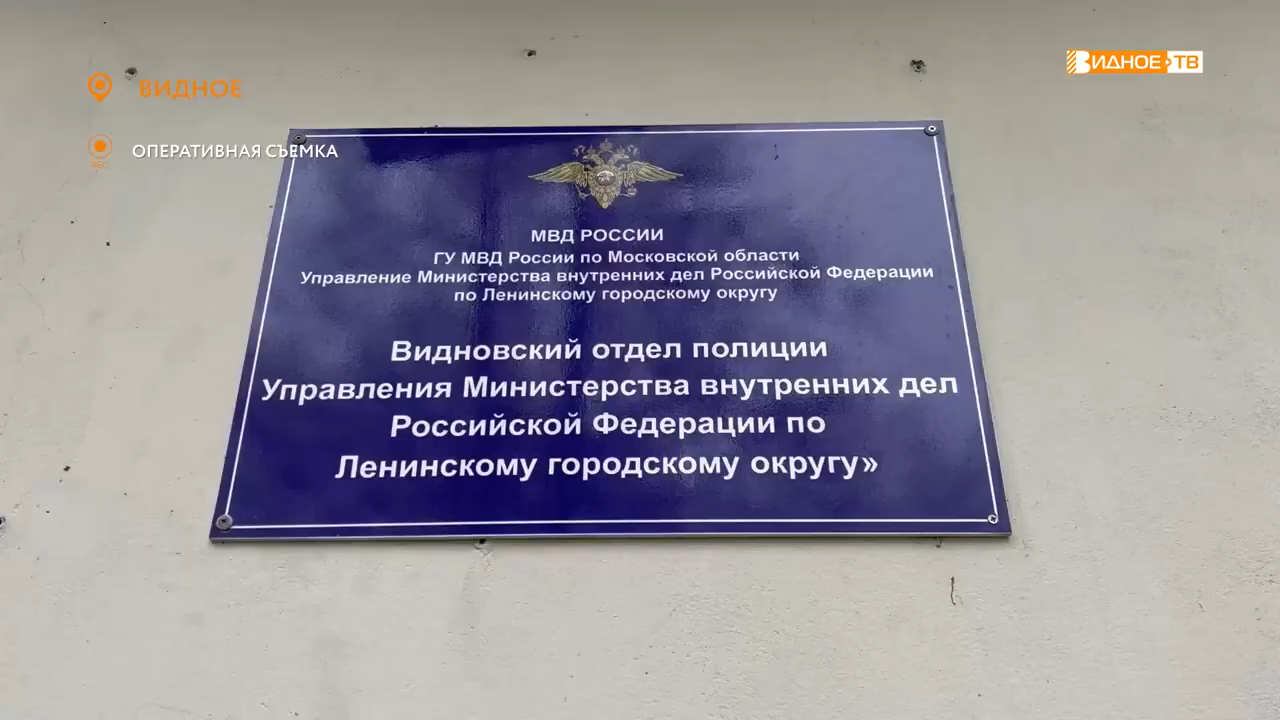 ВИДНОЕ
ВИДНОЕ ТВ
REC
ОПЕРАТИВНАЯ СЪЕМКА
МВД РОССИИ
ГУ МВД России по Московской области
Управление Министерства внутренних дел Российской Федерации
по Ленинскому городскому округу
Видновский отдел полиции
Управления Министерства внутренних дел
Российской Федерации по
Ленинскому городскому округу»